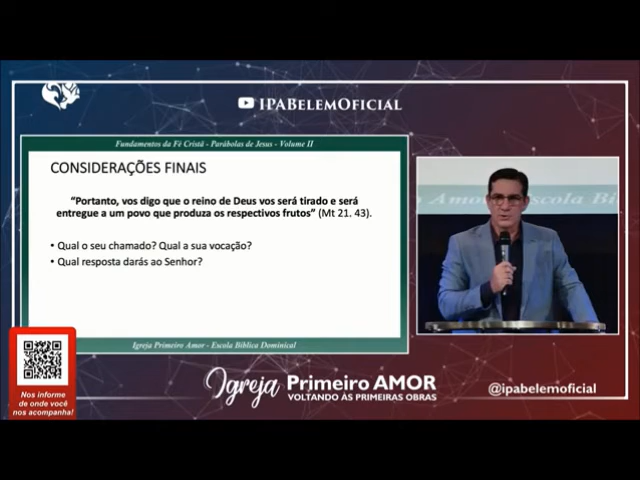 IPABelemOficial
Fundamentos da Fé Cristã - Parábolas de Jesus - Volume II
CONSIDERAÇÕES FINAIS
“Portanto, vos digo que o reino de Deus vos será tirado e será
entregue a um povo que produza os respectivos frutos” (Mt 21. 43).
• Qual o seu chamado? Qual a sua vocação?
• Qual resposta darás ao Senhor?
Igreja Primeiro Amor - Escola Bíblica Dominical
Amor - Escola Bíbli
Nos informe
de onde você
nos acompanha!
Igreja Primeiro AMOR
VOLTANDO ÀS PRIMEIRAS OBRAS
@ipabelemoficial